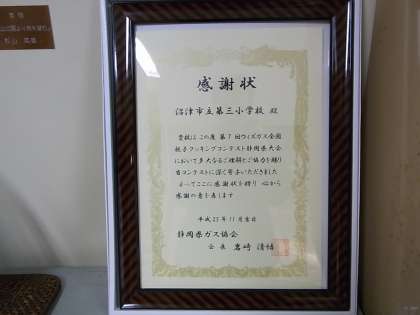 感謝状
沼津市立第三小学校 殿
貴校は この度 第7回ウィズガス全国
親子クッキングコンテスト静岡県大会
において多大なるご理解とご協力を賜り
当コンテストに深く寄与いただきました
よってここに感謝状を贈り 心から
感謝の意を表します
平成25年11月吉日
静岡県ガス協会
会長 岩崎 清悟